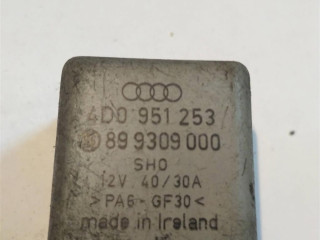 4D0 951 253
89 9309 000
SHO
12V 40/30A
>PA6-GF30<
made in Ireland